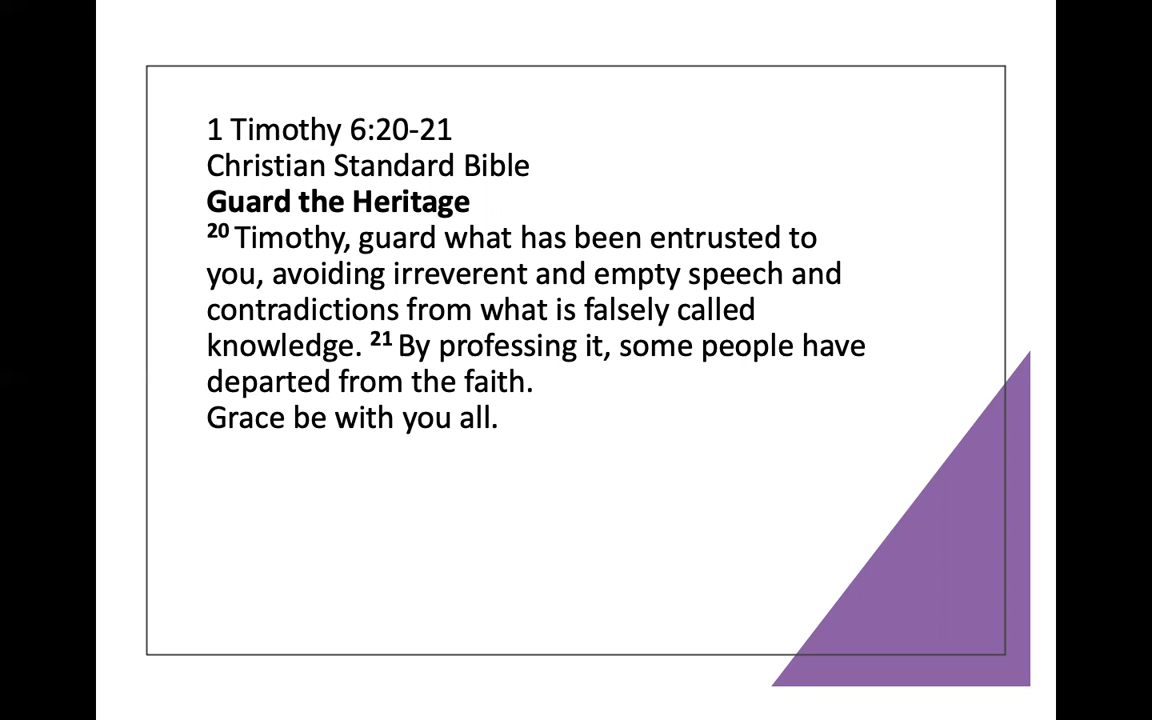 1 Timothy 6:20-21
Christian Standard Bible
Guard the Heritage
20 Timothy, guard what has been entrusted to
you, avoiding irreverent and empty speech and
contradictions from what is falsely called
knowledge. 21 By professing it, some people have
departed from the faith.
Grace be with you all.